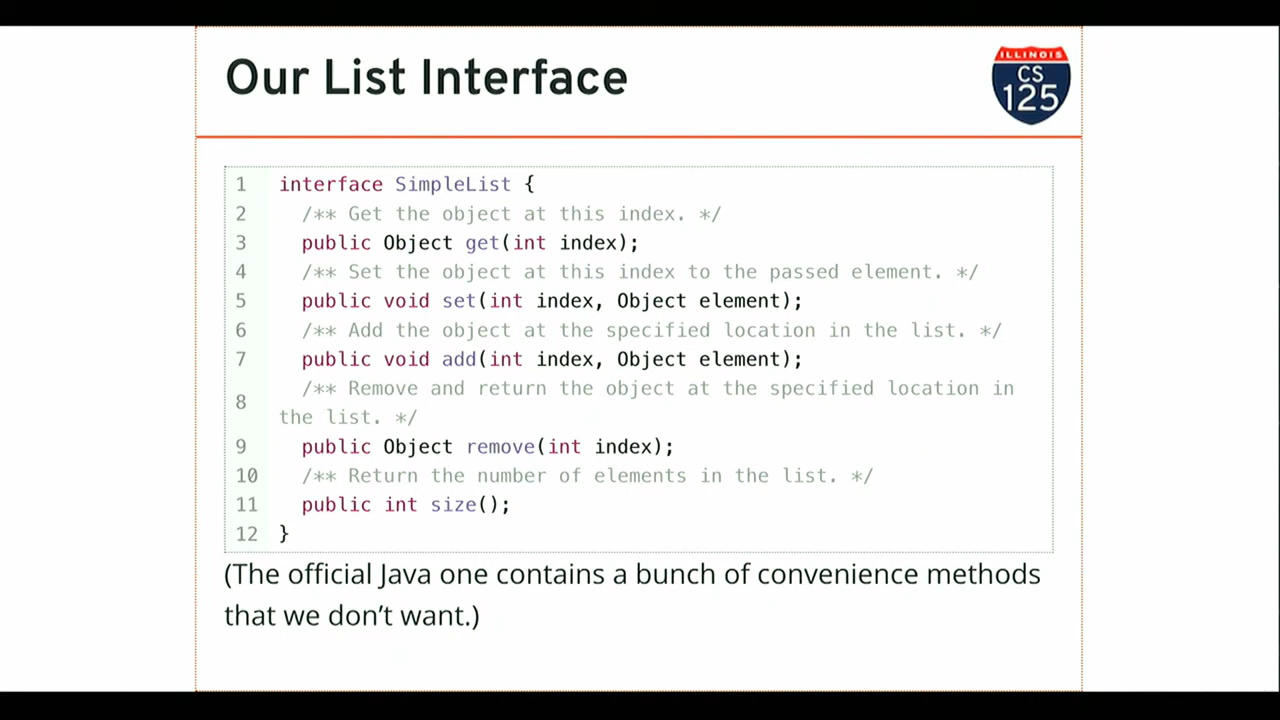 Our List Interface
ILLINOIS
CS
125
1 interface SimpleList {
2 /** Get the object at this index. */
3 public Object get(int index);
4 /** Set the object at this index to the passed element. */
5 public void set(int index, Object element);
6 /** Add the object at the specified location in the list. */
7 public void add(int index, Object element);
8 /** Remove and return the object at the specified location in
the list. */
9 public Object remove(int index);
10 /** Return the number of elements in the list. */
11 public int size();
12 }
(The official Java one contains a bunch of convenience methods
that we don’t want.)